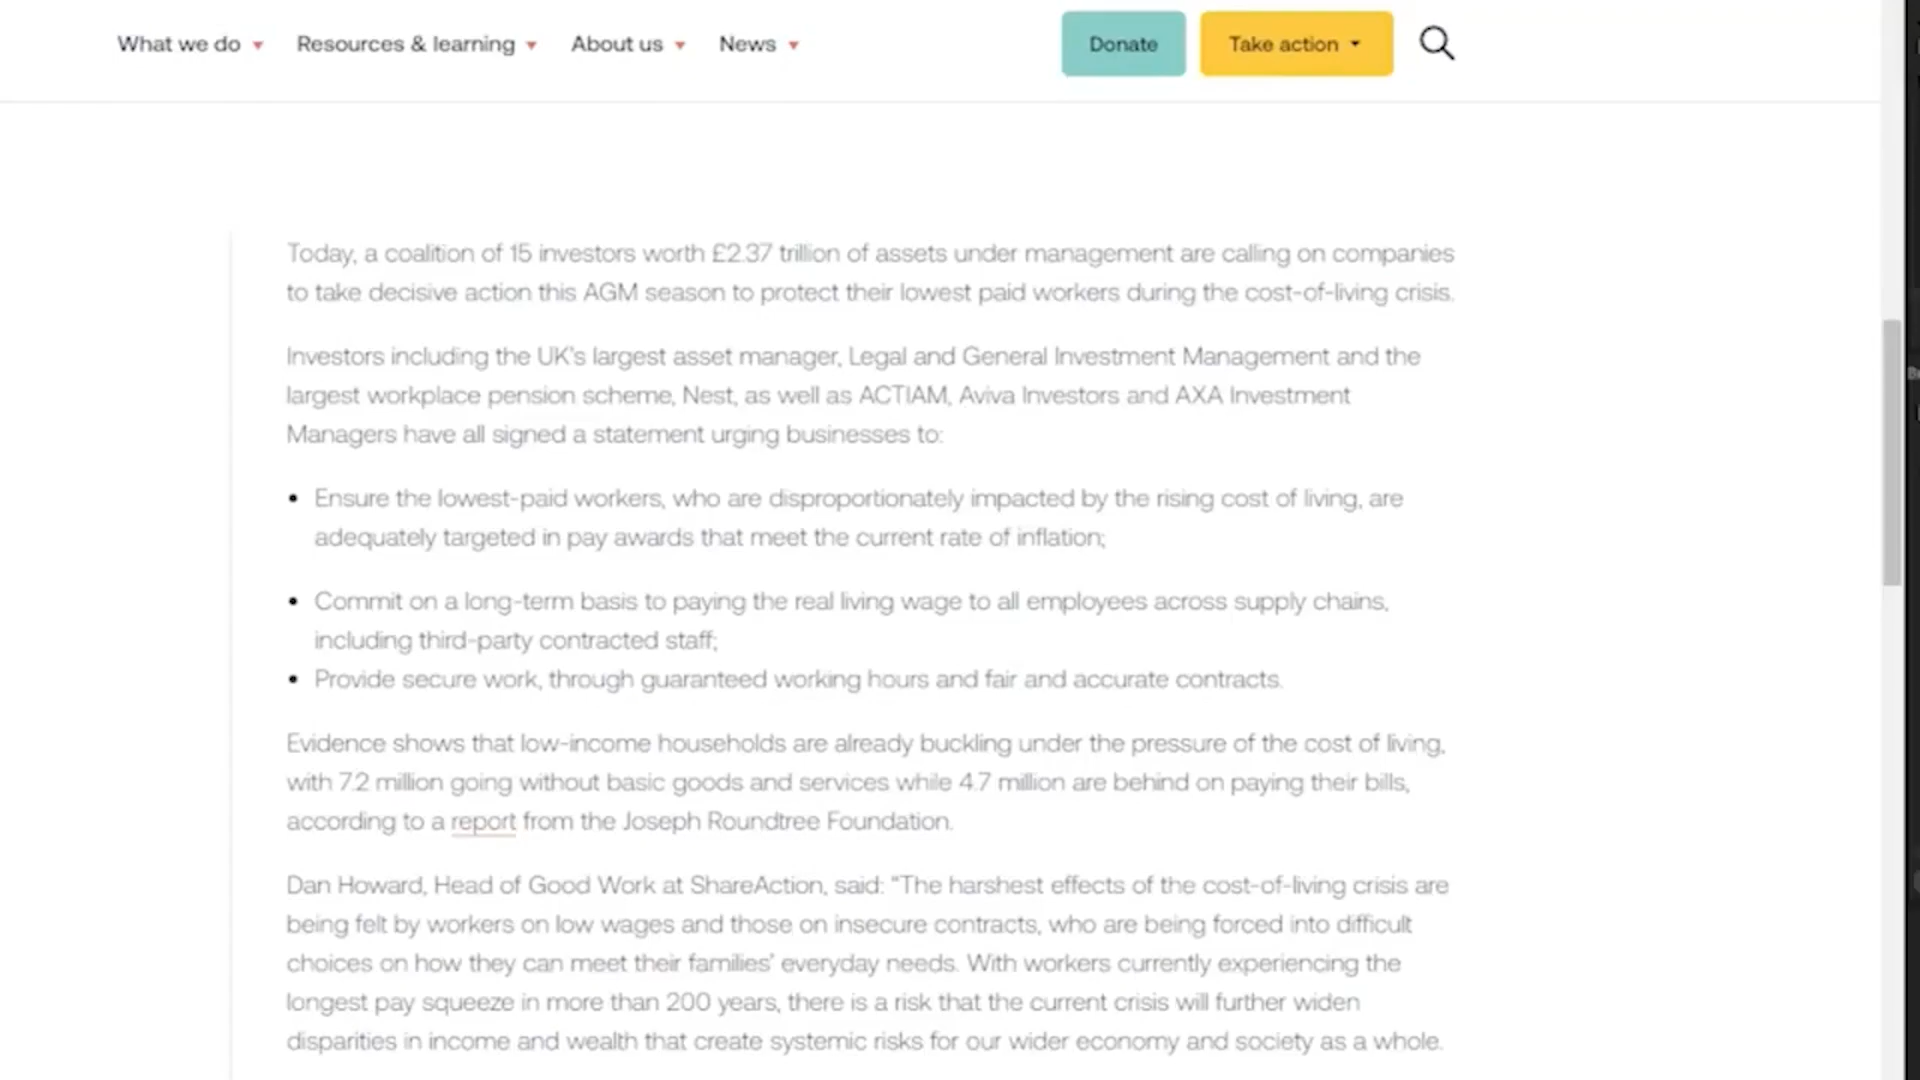 What we do
Resources & learning
About us
News
Donate
Take action
Today, a coalition of 15 investors worth £2.37 trillion of assets under management are calling on companies
to take decisive action this AGM season to protect their lowest paid workers during the cost-of-living crisis.
Investors including the UK's largest asset manager, Legal and General Investment Management and the
largest workplace pension scheme, Nest, as well as ACTIAM, Aviva Investors and AXA Investment
Managers have all signed a statement urging businesses to:
• Ensure the lowest-paid workers, who are disproportionately impacted by the rising cost of living, are
adequately targeted in pay awards that meet the current rate of inflation;
• Commit on a long-term basis to paying the real living wage to all employees across supply chains,
including third-party contracted staff;
• Provide secure work, through guaranteed working hours and fair and accurate contracts.
Evidence shows that low-income households are already buckling under the pressure of the cost of living,
with 7.2 million going without basic goods and services while 4.7 million are behind on paying their bills,
according to a report from the Joseph Roundtree Foundation.
Dan Howard, Head of Good Work at ShareAction, said: “The harshest effects of the cost-of-living crisis are
being felt by workers on low wages and those on insecure contracts, who are being forced into difficult
choices on how they can meet their families’ everyday needs. With workers currently experiencing the
longest pay squeeze in more than 200 years, there is a risk that the current crisis will further widen
disparities in income and wealth that create systemic risks for our wider economy and society as a whole.